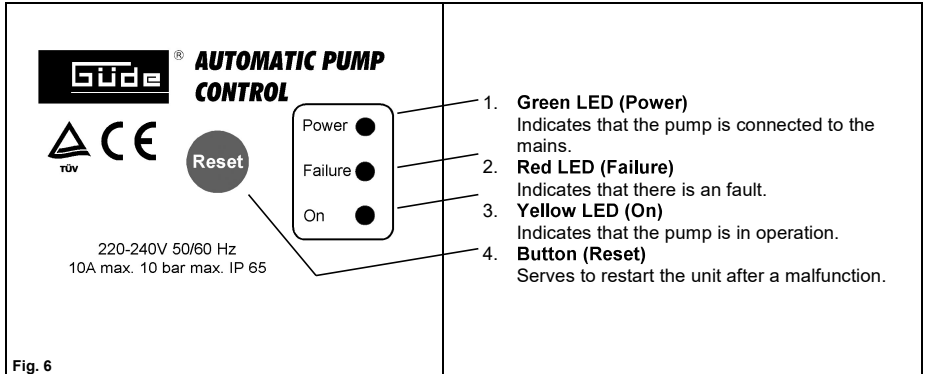 Güde ® AUTOMATIC PUMP
CONTROL
TÜV CE
Reset
Power
Failure
On
220-240V 50/60 Hz
10A max. 10 bar max. IP 65
1. Green LED (Power)
Indicates that the pump is connected to the
mains.
2. Red LED (Failure)
Indicates that there is an fault.
3. Yellow LED (On)
Indicates that the pump is in operation.
4. Button (Reset)
Serves to restart the unit after a malfunction.
Fig. 6